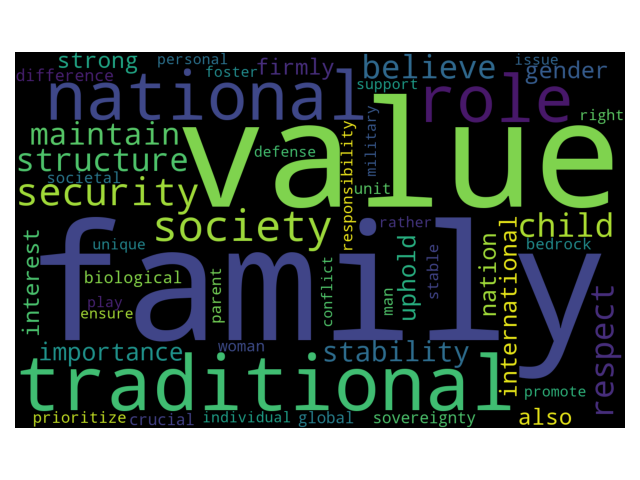 strong personal believe issue
difference foster firmly gender
national support role right
maintain value military
structure defense
societal unit
security responsibility
society rather child
family
unique bedrock
interest biological parent conflict man uphold stable nation international
play
ensure
woman respect
importance stability
traditional promote
prioritize crucial individual global sovereignty also